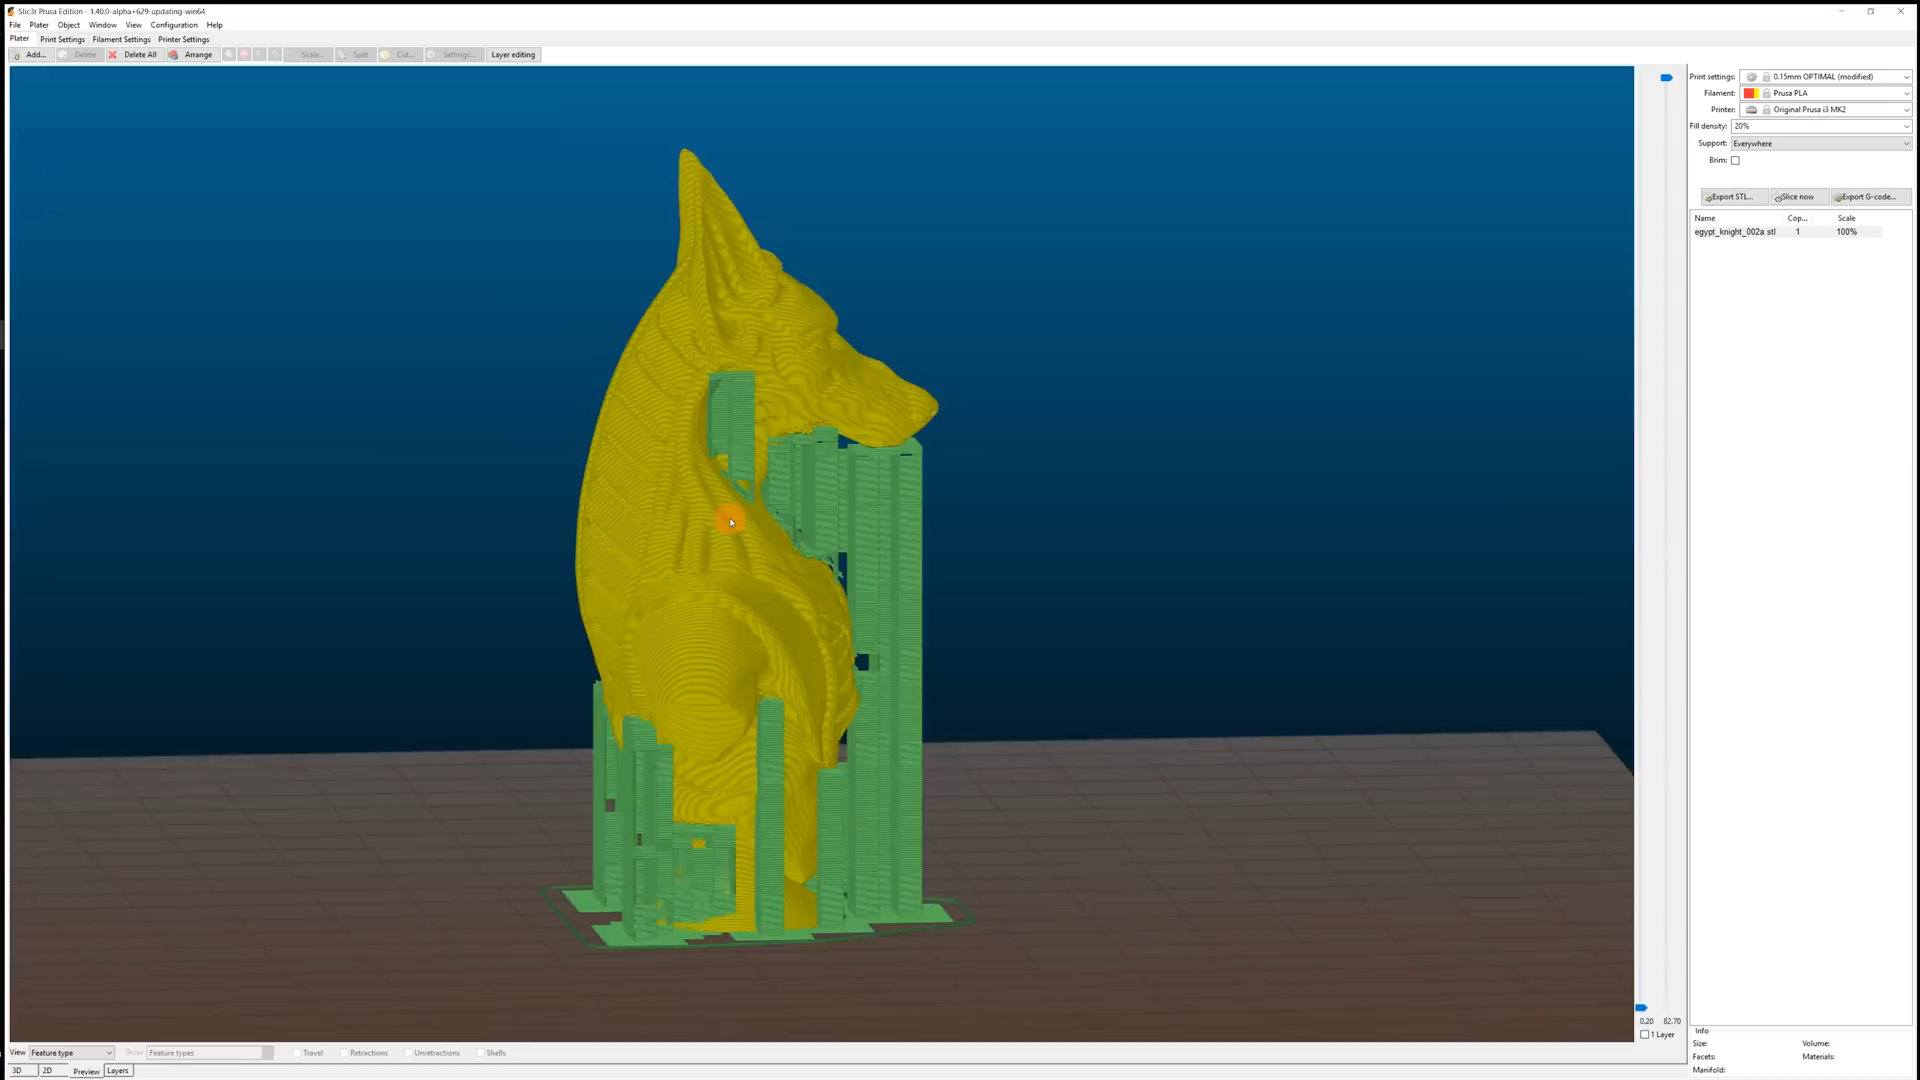 Slic3r Prusa Edition - 1.40.0-alpha+629-updating-win64
File Plater Object Window View Configuration Help
Plater Print Settings Filament Settings Printer Settings
Add... Delete Delete All Arrange Scale... Split Cut... Settings... Layer editing
Print settings: 0.15mm OPTIMAL (modified)
Filament: Prusa PLA
Printer: Original Prusa i3 MK2
Fill density: 20%
Support: Everywhere
Brim:
Export STL... Slice now Export G-code...
Name Cop... Scale
egypt_knight_002a.stl 1 100%
0.20 82.70
1 Layer
Info
Size: Volume:
Facets: Materials:
Manifold:
View Feature type Show Feature types Travel Retractions Unretractions Shells
3D 2D Preview Layers